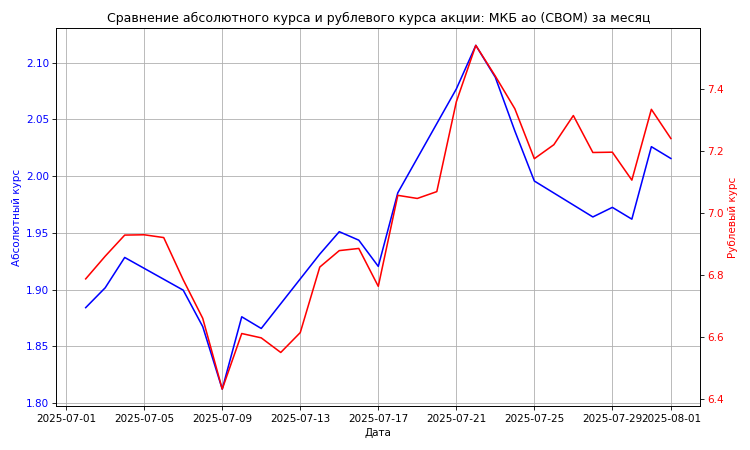 Сравнение абсолютного курса и рублевого курса акции: МКБ ао (CBOM) за месяц
2.10
2.05
2.00
1.95
1.90
1.85
1.80
Абсолютный курс
7.4
7.2
7.0
6.8
6.6
6.4
Рублевый курс
2025-07-01 2025-07-05 2025-07-09 2025-07-13 2025-07-17 2025-07-21 2025-07-25 2025-07-29 2025-08-01
Дата